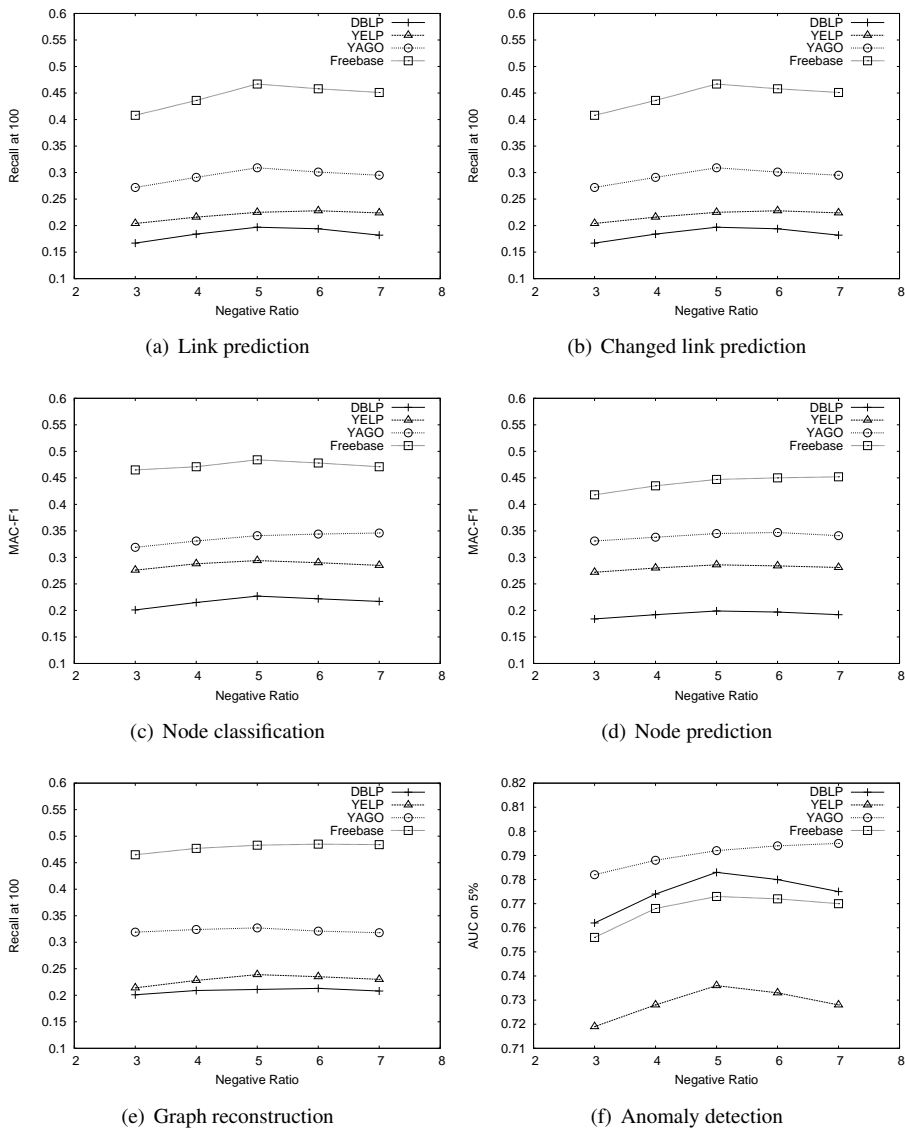 0.6
0.55
0.5
0.45
0.4
0.35
0.3
0.25
0.2
0.15
0.1
2 3 4 5 6 7 8
Recall at 100
Negative Ratio
DBLP
YELP
YAGO
Freebase
(a) Link prediction
0.6
0.55
0.5
0.45
0.4
0.35
0.3
0.25
0.2
0.15
0.1
2 3 4 5 6 7 8
Recall at 100
Negative Ratio
DBLP
YELP
YAGO
Freebase
(b) Changed link prediction
0.6
0.55
0.5
0.45
0.4
0.35
0.3
0.25
0.2
0.15
0.1
2 3 4 5 6 7 8
MAC-F1
Negative Ratio
DBLP
YELP
YAGO
Freebase
(c) Node classification
0.6
0.55
0.5
0.45
0.4
0.35
0.3
0.25
0.2
0.15
0.1
2 3 4 5 6 7 8
MAC-F1
Negative Ratio
DBLP
YELP
YAGO
Freebase
(d) Node prediction
0.6
0.55
0.5
0.45
0.4
0.35
0.3
0.25
0.2
0.15
0.1
2 3 4 5 6 7 8
Recall at 100
Negative Ratio
DBLP
YELP
YAGO
Freebase
(e) Graph reconstruction
0.82
0.81
0.8
0.79
0.78
0.77
0.76
0.75
0.74
0.73
0.72
0.71
2 3 4 5 6 7 8
AUC on 5%
Negative Ratio
DBLP
YELP
YAGO
Freebase
(f) Anomaly detection